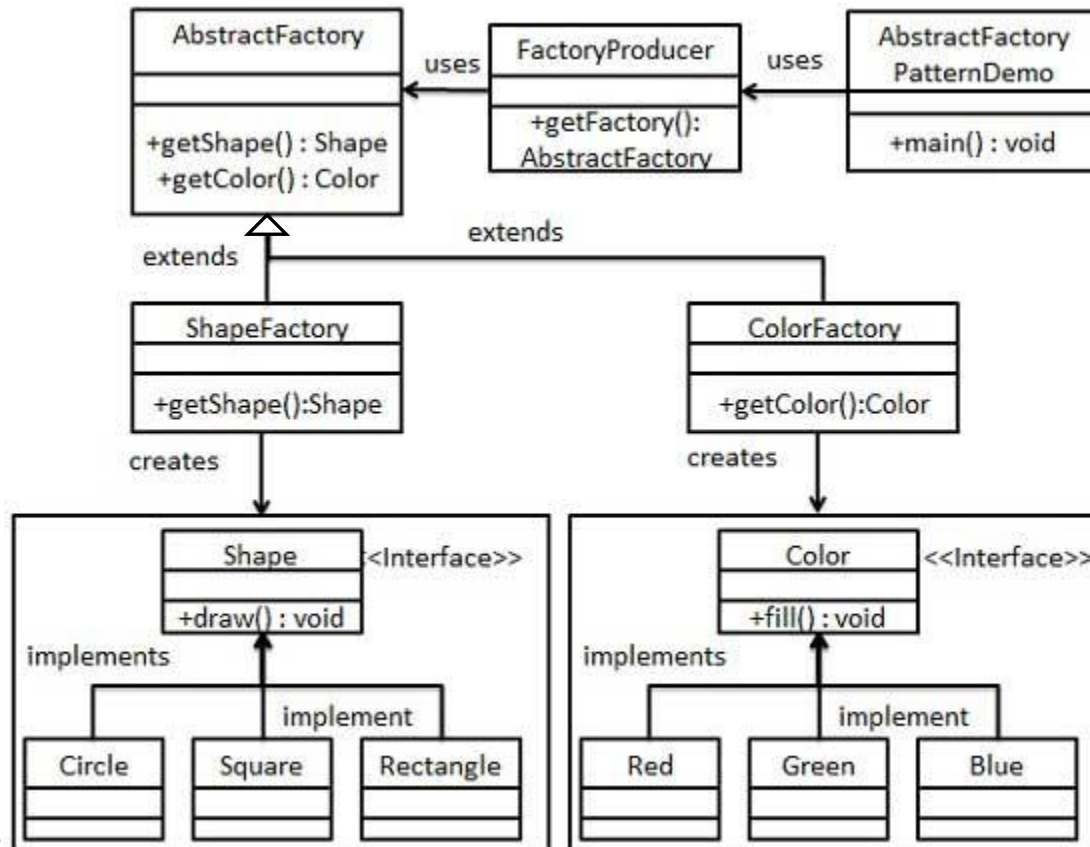 AbstractFactory
+getShape() : Shape
+getColor() : Color
uses
FactoryProducer
+getFactory():
AbstractFactory
uses
AbstractFactory
PatternDemo
+main() : void
extends
extends
ShapeFactory
+getShape():Shape
ColorFactory
+getColor():Color
creates
creates
Shape
<<Interface>>
+draw() : void
implements
implement
Circle
Square
Rectangle
Color
<<Interface>>
+fill() : void
implements
implement
Red
Green
Blue